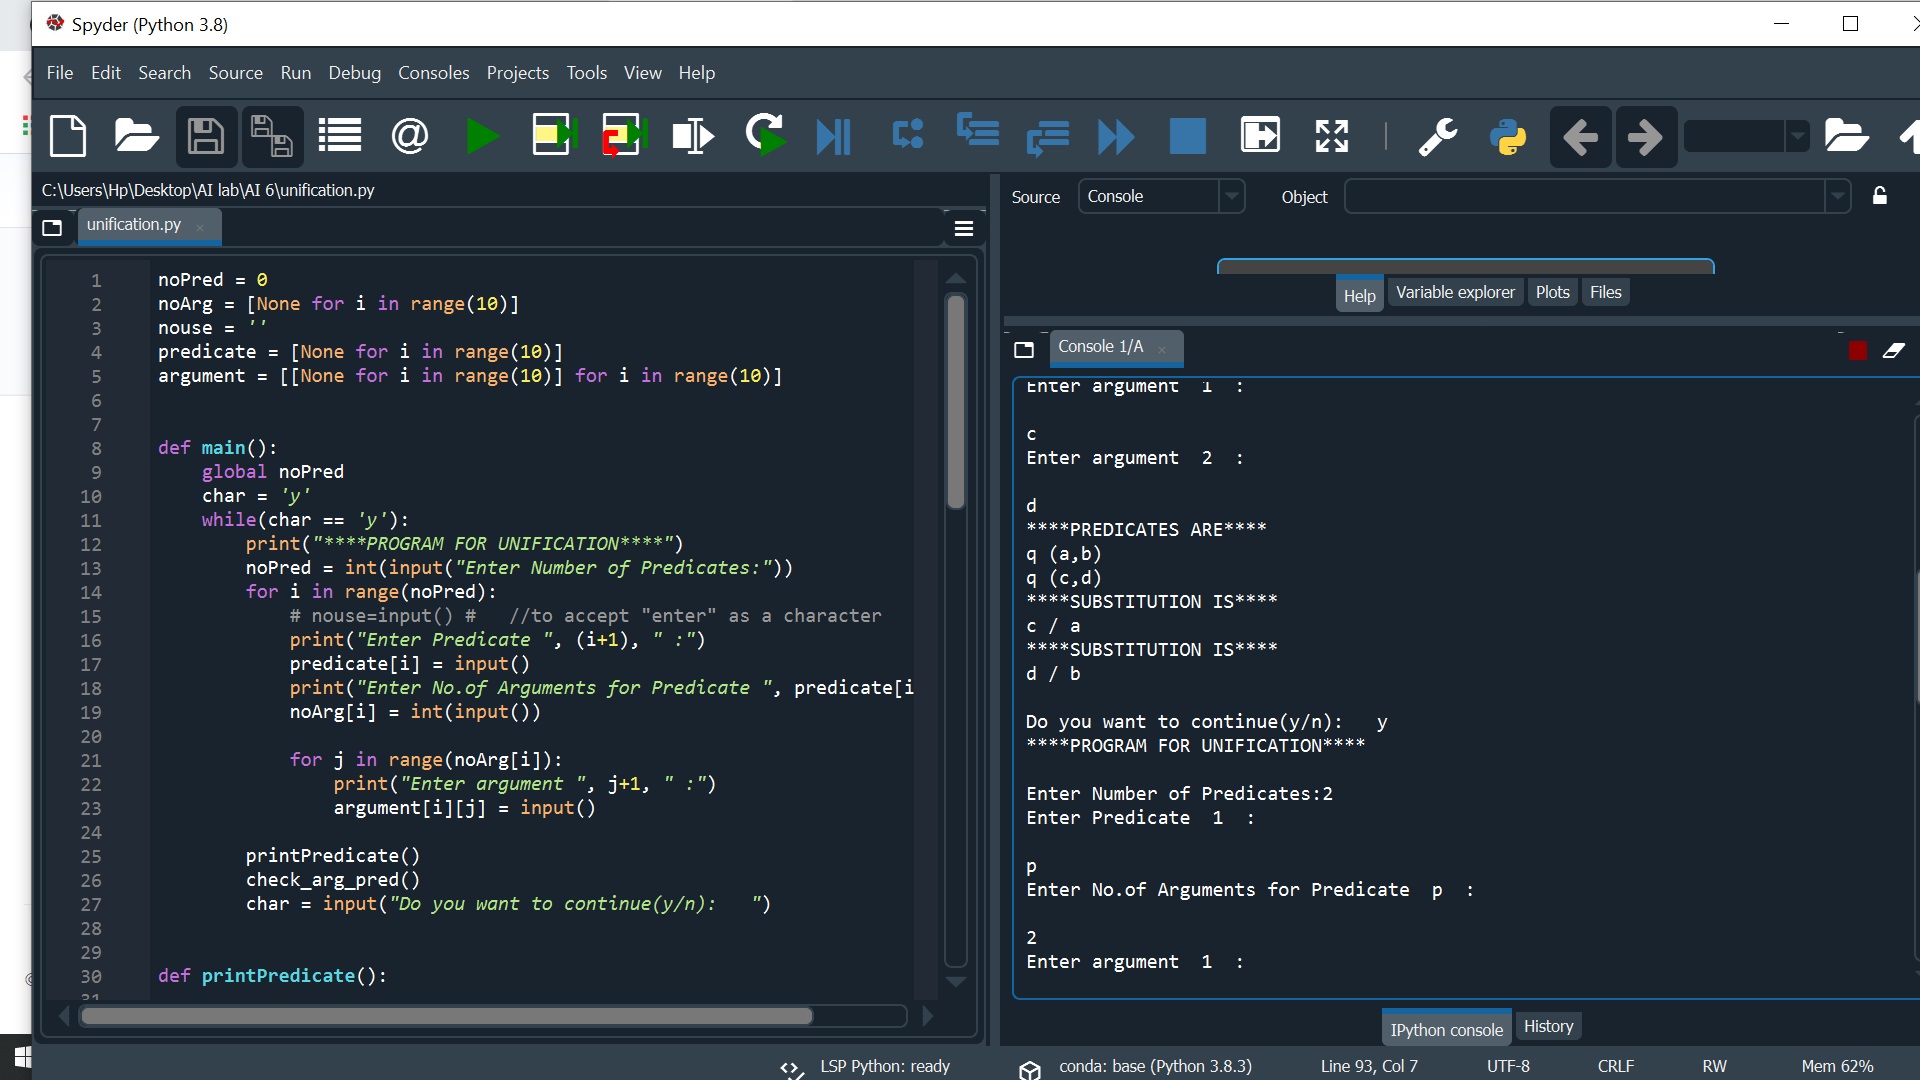 Spyder (Python 3.8)
File Edit Search Source Run Debug Consoles Projects Tools View Help
C:\Users\Hp\Desktop\AI lab\AI 6\unification.py
unification.py
1 noPred = 0
2 noArg = [None for i in range(10)]
3 nouse = ''
4 predicate = [None for i in range(10)]
5 argument = [[None for i in range(10)] for i in range(10)]
6
7
8 def main():
9 global noPred
10 char = 'y'
11 while(char == 'y'):
12 print("****PROGRAM FOR UNIFICATION****")
13 noPred = int(input("Enter Number of Predicates:"))
14 for i in range(noPred):
15 # nouse=input() # //to accept "enter" as a character
16 print("Enter Predicate ", (i+1), " :")
17 predicate[i] = input()
18 print("Enter No.of Arguments for Predicate ", predicate[i
19 noArg[i] = int(input())
20
21 for j in range(noArg[i]):
22 print("Enter argument ", j+1, " :")
23 argument[i][j] = input()
24
25 printPredicate()
26 check_arg_pred()
27 char = input("Do you want to continue(y/n):   ")
28
29
30 def printPredicate():
31
Source Console Object
Help Variable explorer Plots Files
Console 1/A
Enter argument  1  :
c
Enter argument  2  :
d
****PREDICATES ARE****
q (a,b)
q (c,d)
****SUBSTITUTION IS****
c / a
****SUBSTITUTION IS****
d / b
Do you want to continue(y/n):   y
****PROGRAM FOR UNIFICATION****
Enter Number of Predicates:2
Enter Predicate  1  :
p
Enter No.of Arguments for Predicate  p  :
2
Enter argument  1  :
IPython console History
LSP Python: ready conda: base (Python 3.8.3) Line 93, Col 7 UTF-8 CRLF RW Mem 62%